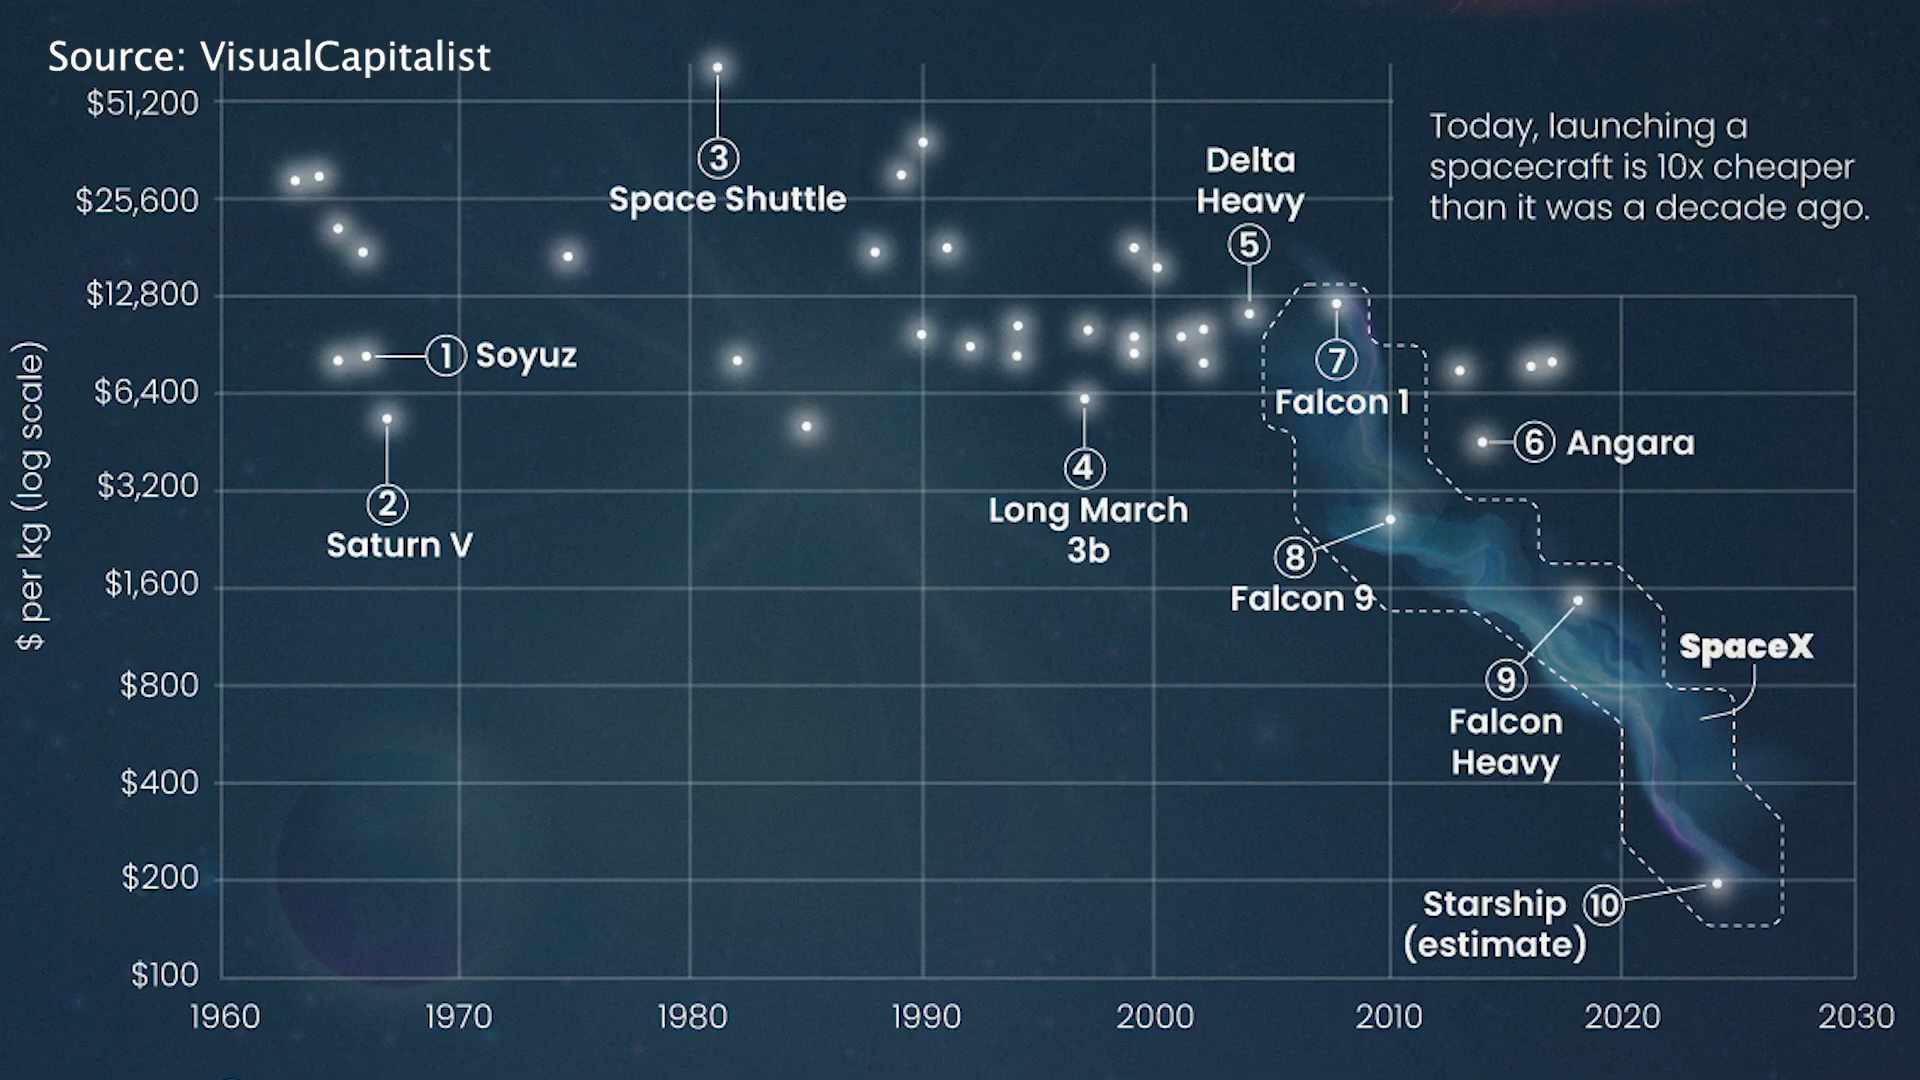 Source: VisualCapitalist
$51,200
$25,600
$12,800
$6,400
$3,200
$1,600
$800
$400
$200
$100
$ per kg (log scale)
1960
1970
1980
1990
2000
2010
2020
2030
1 Soyuz
2
Saturn V
3
Space Shuttle
4
Long March
3b
Delta
Heavy
5
6 Angara
7
Falcon 1
8
Falcon 9
9
Falcon
Heavy
Starship 10
(estimate)
SpaceX
Today, launching a
spacecraft is 10x cheaper
than it was a decade ago.